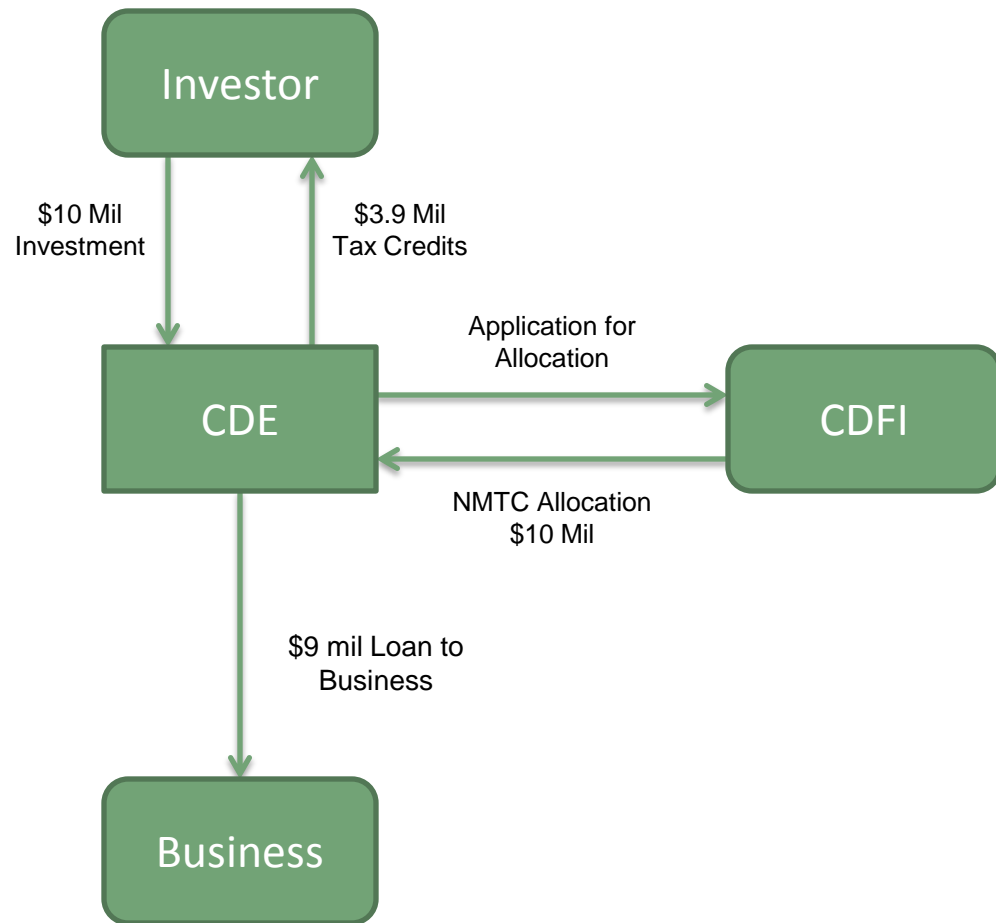 Investor
$10 Mil
Investment
$3.9 Mil
Tax Credits
Application for
Allocation
CDE
CDFI
NMTC Allocation
$10 Mil
$9 mil Loan to
Business
Business